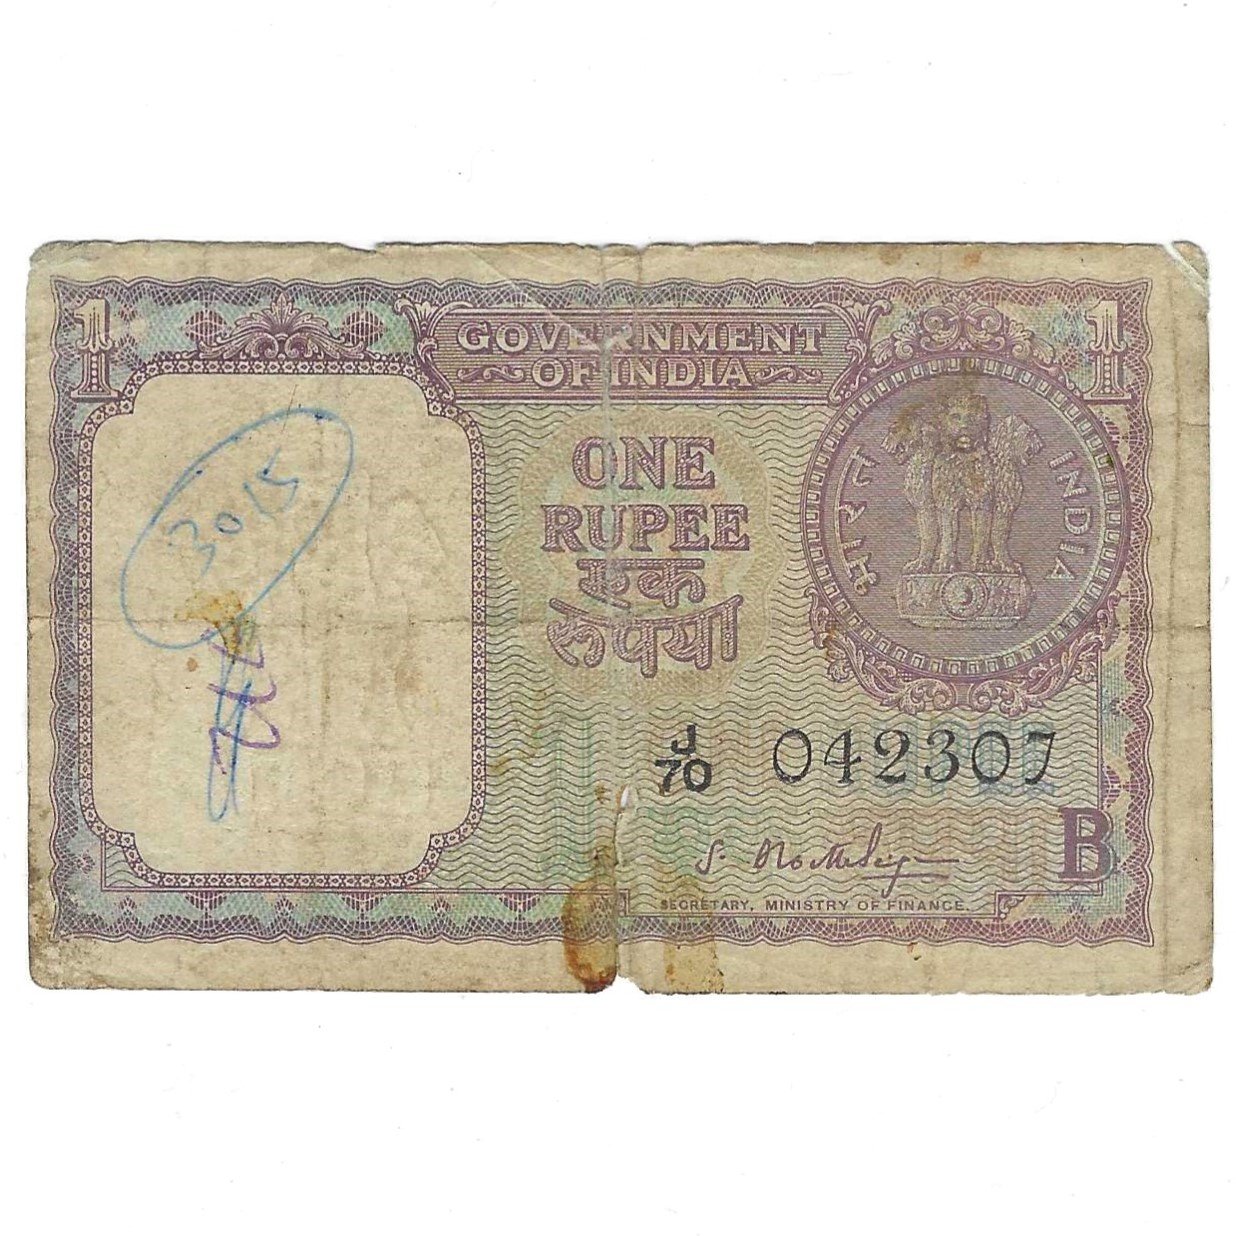 1
GOVERNMENT
OF INDIA
1
3015
ONE
RUPEE
एक
रुपया
भारत
INDIA
J
70
042307
B
SECRETARY, MINISTRY OF FINANCE.